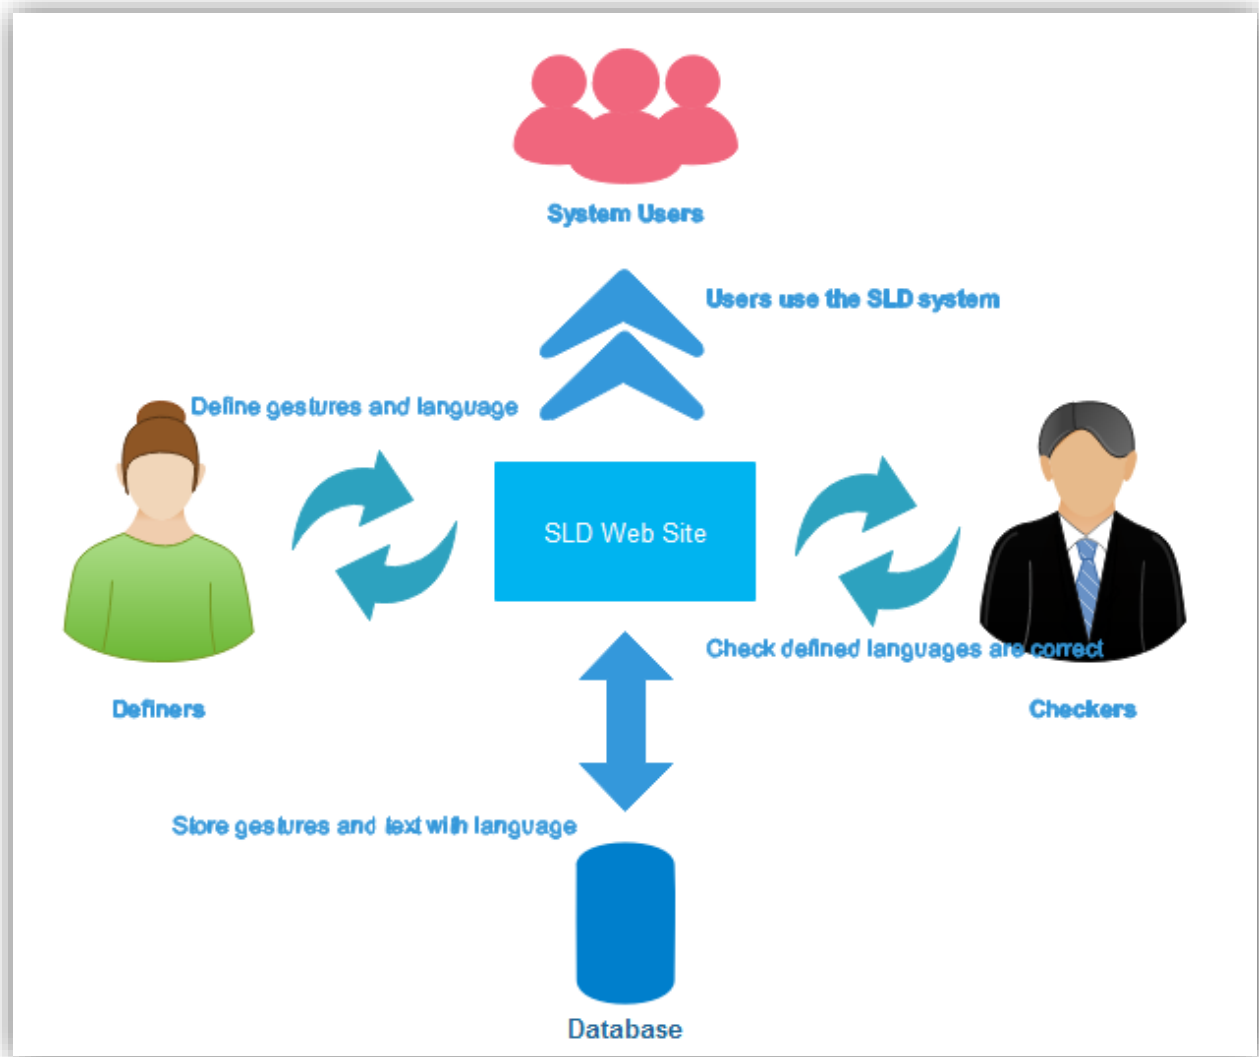 System Users
Users use the SLD system
Define gestures and language
SLD Web Site
Check defined languages are correct
Definers
Checkers
Store gestures and text with language
Database